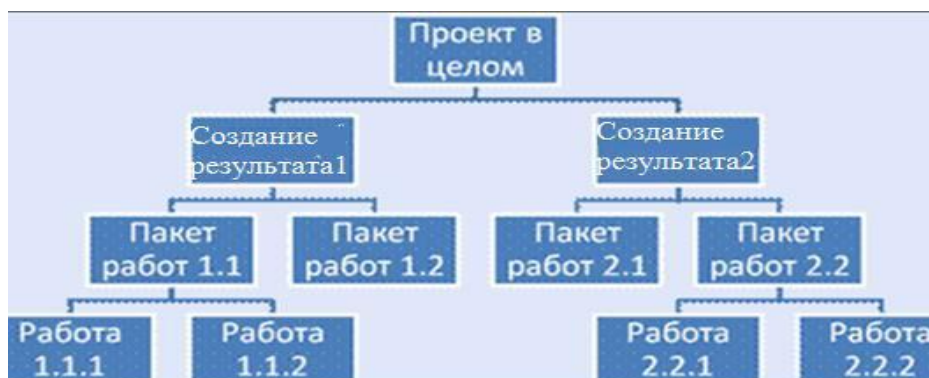 Проект в
целом
Создание
результата1
Создание
результата2
Пакет
работ 1.1
Пакет
работ 1.2
Пакет
работ 2.1
Пакет
работ 2.2
Работа
1.1.1
Работа
1.1.2
Работа
2.2.1
Работа
2.2.2